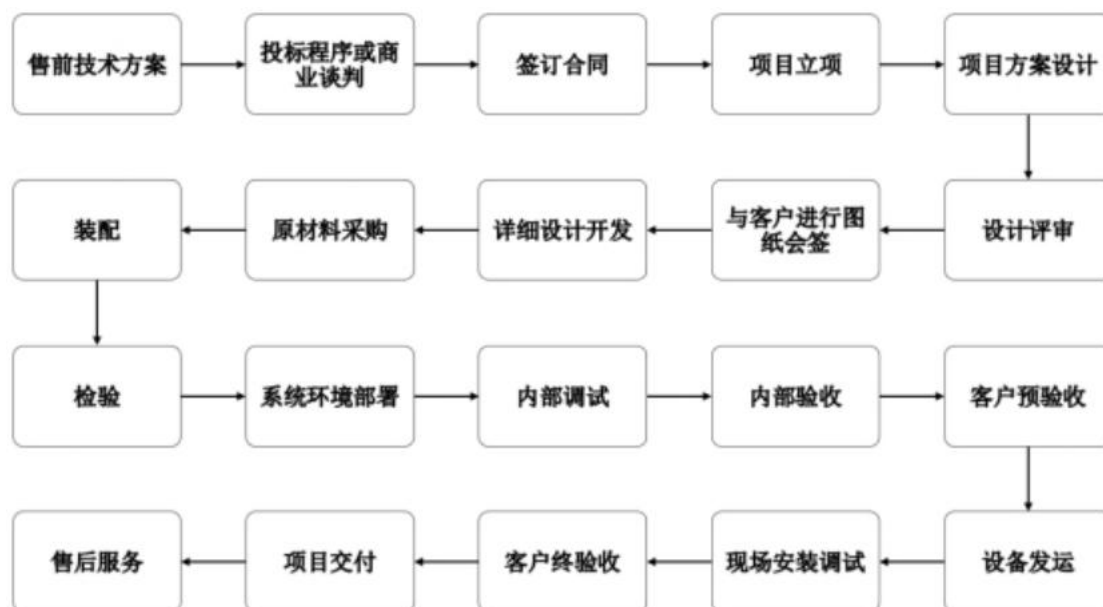 售前技术方案
投标程序或商
业谈判
签订合同
项目立项
项目方案设计
设计评审
与客户进行图
纸会签
详细设计开发
原材料采购
装配
检验
系统环境部署
内部调试
内部验收
客户预验收
设备发运
现场安装调试
客户终验收
项目交付
售后服务